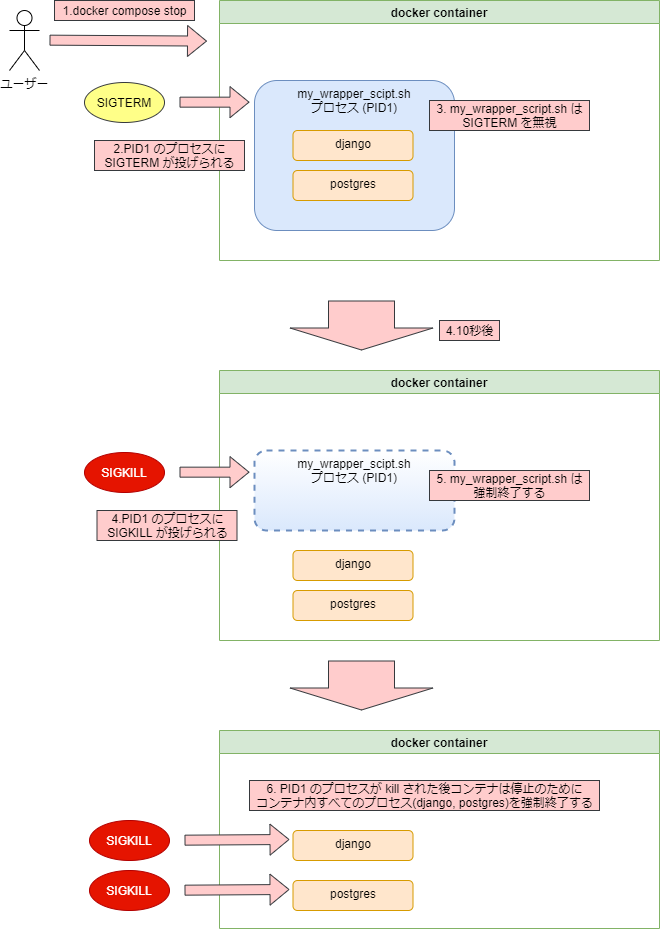 1.docker compose stop
docker container
ユーザー
SIGTERM
my_wrapper_scipt.sh
プロセス (PID1)
3. my_wrapper_script.sh は
SIGTERM を無視
2.PID1 のプロセスに
SIGTERM が投げられる
django
postgres
4.10秒後
docker container
SIGKILL
my_wrapper_scipt.sh
プロセス (PID1)
5. my_wrapper_script.sh は
強制終了する
4.PID1 のプロセスに
SIGKILL が投げられる
django
postgres
docker container
6. PID1 のプロセスが kill された後コンテナは停止のために
コンテナ内すべてのプロセス(django, postgres)を強制終了する
SIGKILL
django
SIGKILL
postgres